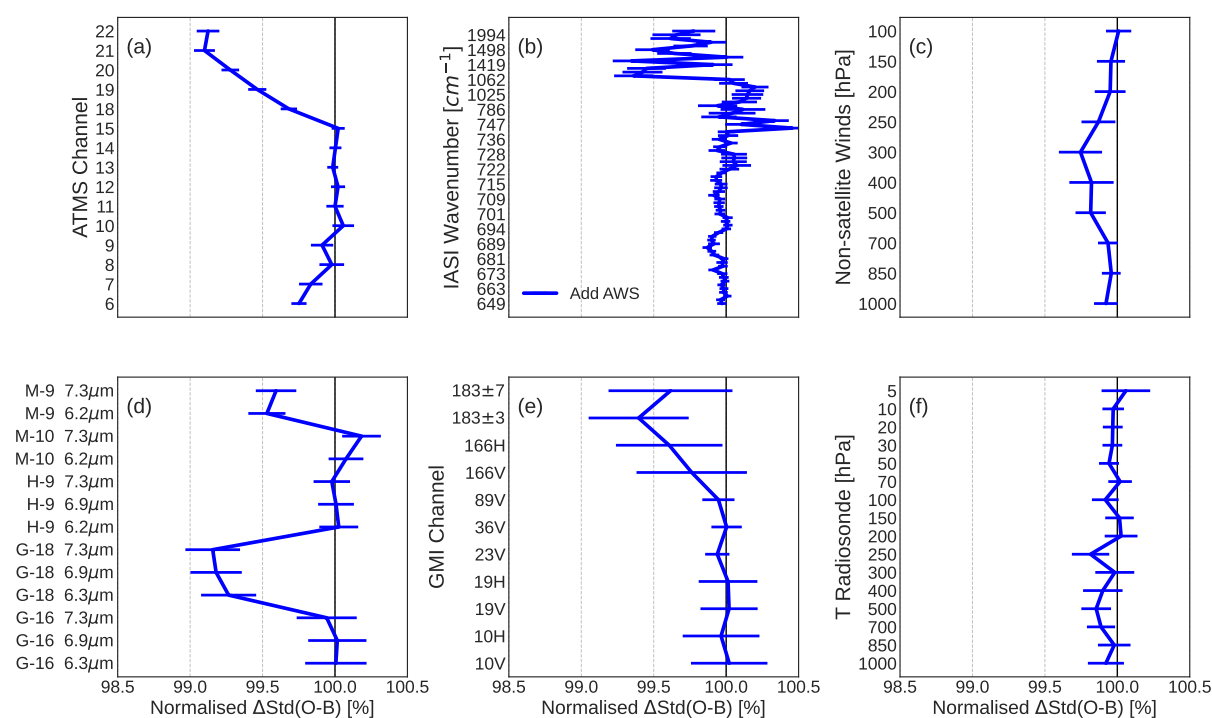 (a)
ATMS Channel
22
21
20
19
18
15
14
13
12
11
10
9
8
7
6
(b)
IASI Wavenumber [cm⁻¹]
1994
1498
1419
1062
1025
786
747
736
728
722
715
709
701
694
689
681
673
663
649
Add AWS
(c)
Non-satellite Winds [hPa]
100
150
200
250
300
400
500
700
850
1000
(d)
M-9 7.3μm
M-9 6.2μm
M-10 7.3μm
M-10 6.2μm
H-9 7.3μm
H-9 6.9μm
H-9 6.2μm
G-18 7.3μm
G-18 6.9μm
G-18 6.3μm
G-16 7.3μm
G-16 6.9μm
G-16 6.3μm
98.5 99.0 99.5 100.0 100.5
Normalised ΔStd(O-B) [%]
(e)
GMI Channel
183±7
183±3
166H
166V
89V
36V
23V
19H
19V
10H
10V
98.5 99.0 99.5 100.0 100.5
Normalised ΔStd(O-B) [%]
(f)
T Radiosonde [hPa]
5
10
20
30
50
70
100
150
200
250
300
400
500
700
850
1000
98.5 99.0 99.5 100.0 100.5
Normalised ΔStd(O-B) [%]